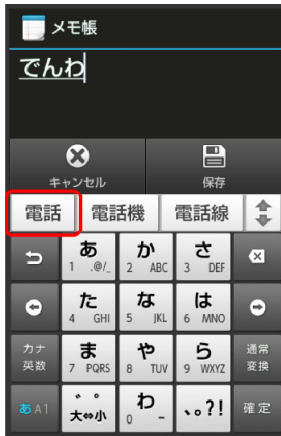 メモ帳
でんわ
キャンセル 保存
電話 電話機 電話線
あ か さ
1 .@/_ 2 ABC 3 DEF
た な は
4 GHI 5 JKL 6 MNO
カナ英数 ま や ら 通常変換
7 PQRS 8 TUV 9 WXYZ
あA1 ゛゜大⇔小 わ 、。?! 確定
0 -